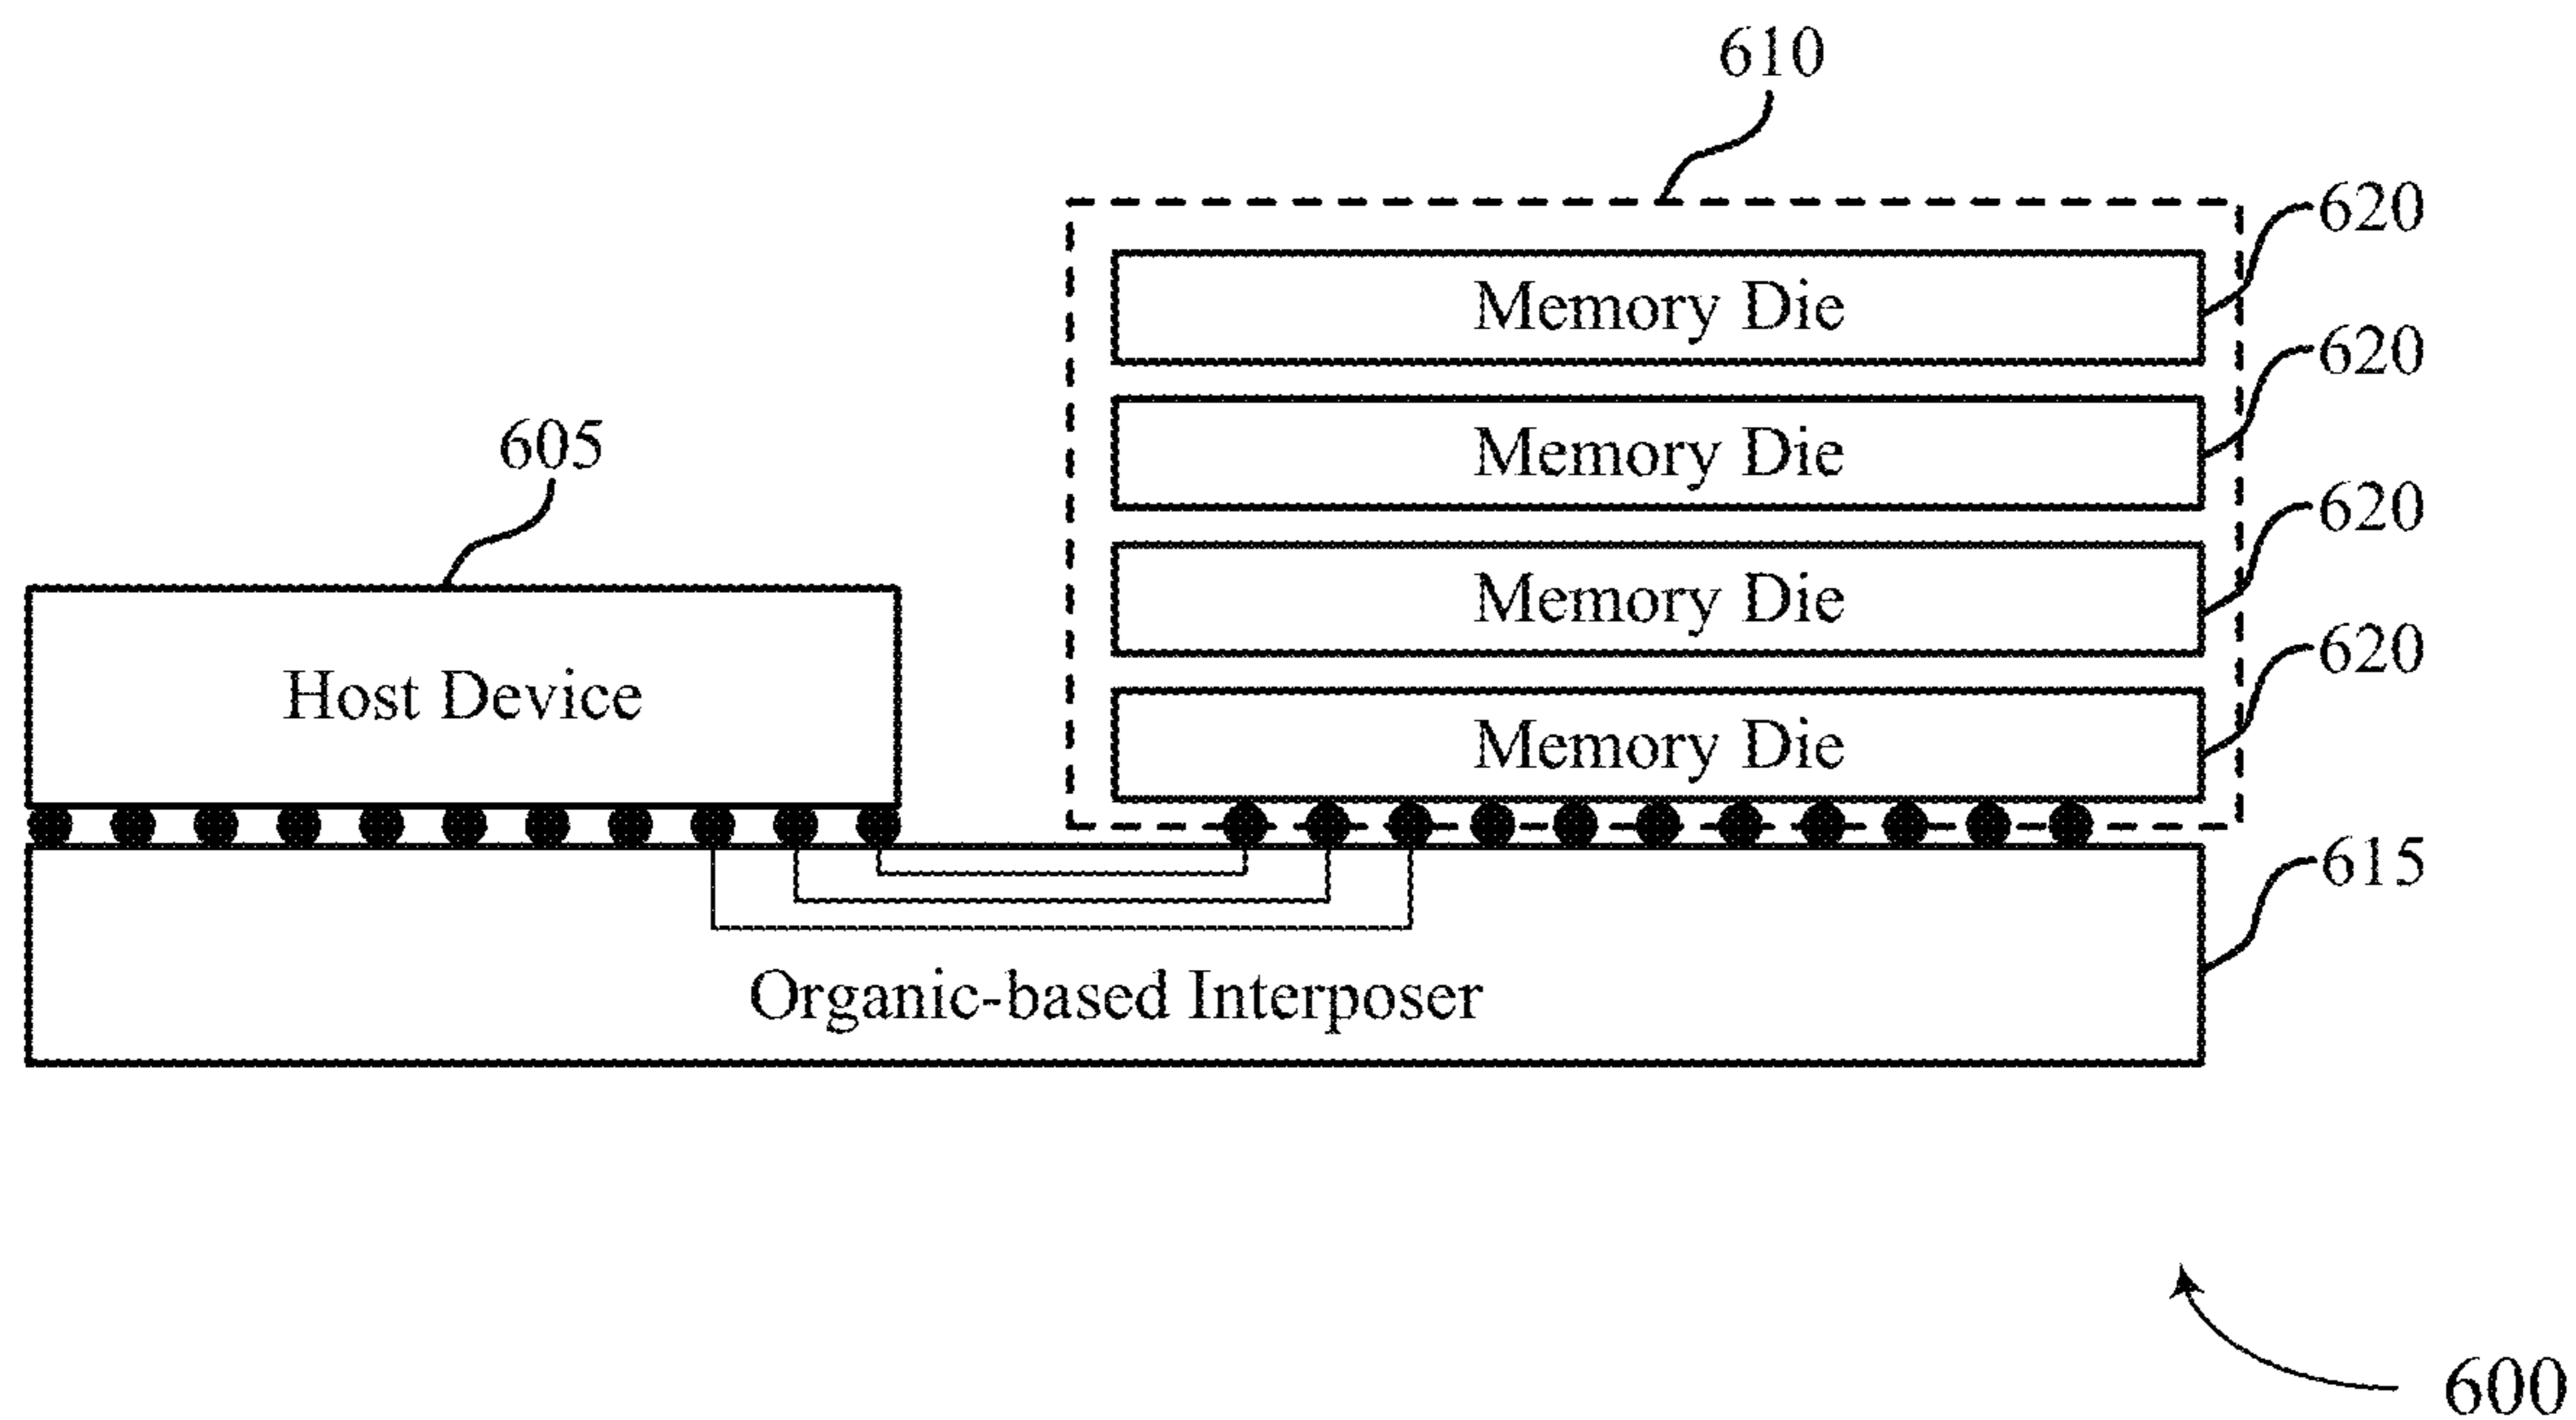 610
620
Memory Die
620
Memory Die
605
620
Memory Die
620
Host Device
Memory Die
615
Organic-based Interposer
600